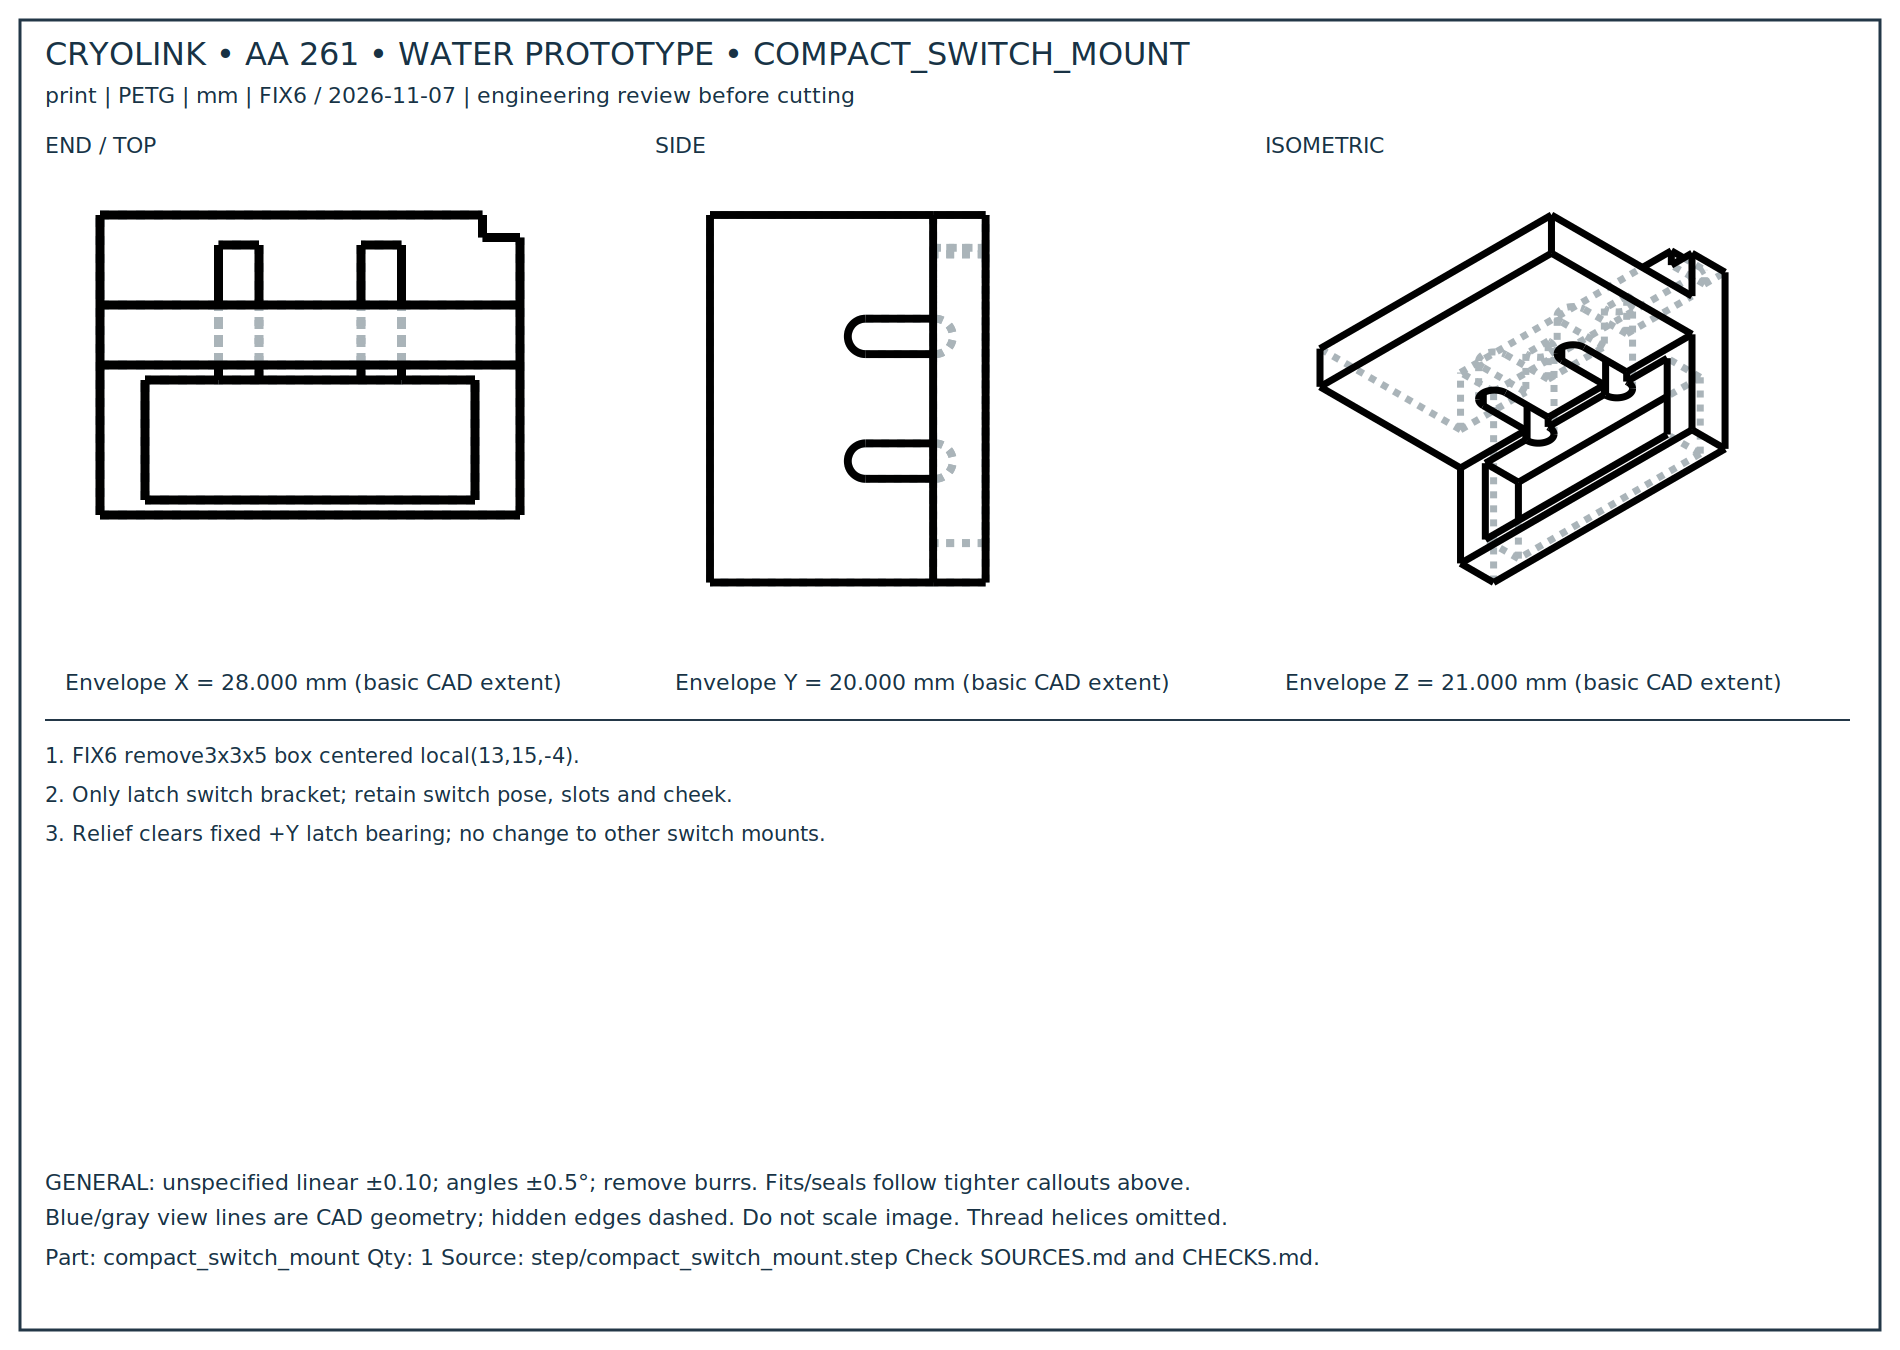 CRYOLINK • AA 261 • WATER PROTOTYPE • COMPACT_SWITCH_MOUNT
print | PETG | mm | FIX6 / 2026-11-07 | engineering review before cutting
END / TOP
SIDE
ISOMETRIC
Envelope X = 28.000 mm (basic CAD extent)
Envelope Y = 20.000 mm (basic CAD extent)
Envelope Z = 21.000 mm (basic CAD extent)
1. FIX6 remove3x3x5 box centered local(13,15,-4).
2. Only latch switch bracket; retain switch pose, slots and cheek.
3. Relief clears fixed +Y latch bearing; no change to other switch mounts.
GENERAL: unspecified linear ±0.10; angles ±0.5°; remove burrs. Fits/seals follow tighter callouts above.
Blue/gray view lines are CAD geometry; hidden edges dashed. Do not scale image. Thread helices omitted.
Part: compact_switch_mount Qty: 1 Source: step/compact_switch_mount.step Check SOURCES.md and CHECKS.md.